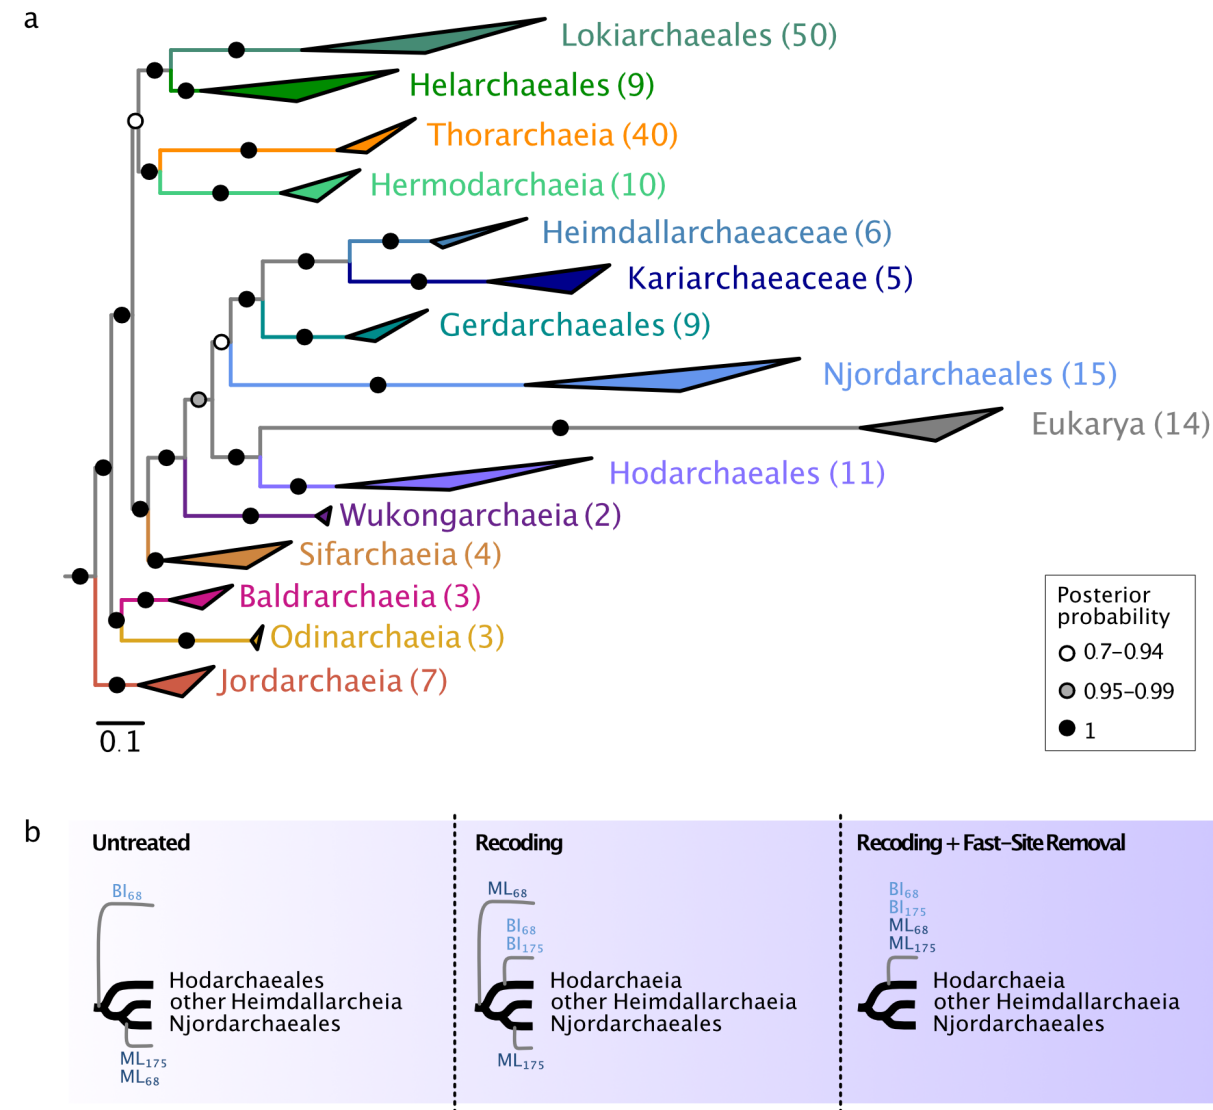 a
Lokiarchaeales (50)
Helarchaeales (9)
Thorarchaeia (40)
Hermodarchaeia (10)
Heimdallarchaeaceae (6)
Kariarchaeaceae (5)
Gerdarchaeales (9)
Njordarchaeales (15)
Eukarya (14)
Hodarchaeales (11)
Wukongarchaeia (2)
Sifarchaeia (4)
Baldrarchaeia (3)
Odinarchaeia (3)
Jordarchaeia (7)
0.1
Posterior
probability
0.7–0.94
0.95–0.99
1
b
Untreated
BI68
Hodarchaeales
other Heimdallarcheia
Njordarchaeales
ML175
ML68
Recoding
ML68
BI68
BI175
Hodarchaeia
other Heimdallarchaeia
Njordarchaeales
ML175
Recoding + Fast–Site Removal
BI68
BI175
ML68
ML175
Hodarchaeia
other Heimdallarchaeia
Njordarchaeales